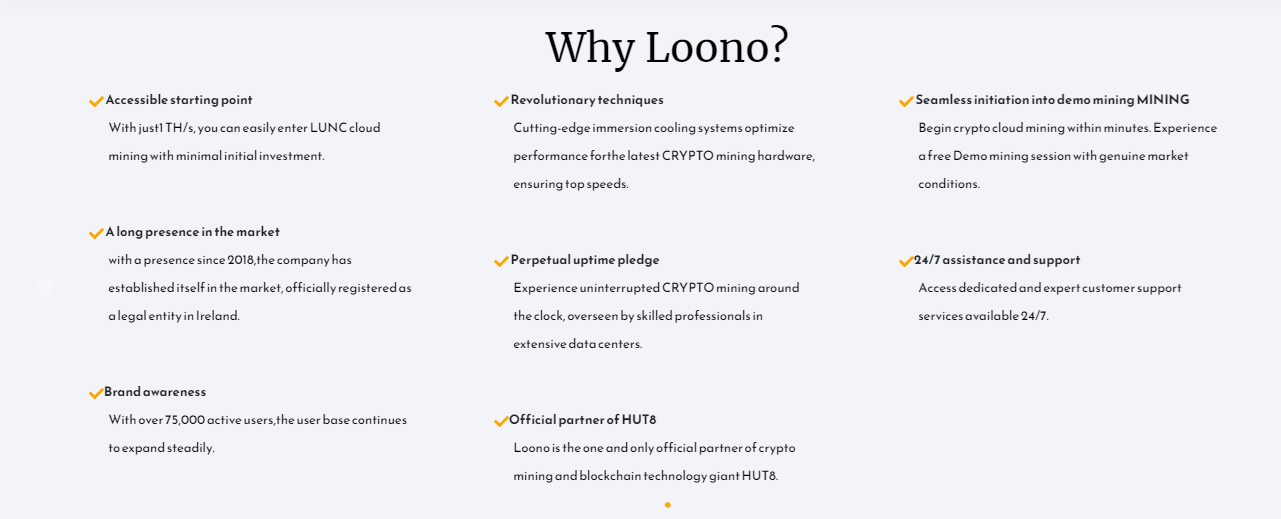 Why Loono?
Accessible starting point
With just1 TH/s, you can easily enter LUNC cloud
mining with minimal initial investment.
A long presence in the market
with a presence since 2018,the company has
established itself in the market, officially registered as
a legal entity in Ireland.
Brand awareness
With over 75,000 active users,the user base continues
to expand steadily.
Revolutionary techniques
Cutting-edge immersion cooling systems optimize
performance forthe latest CRYPTO mining hardware,
ensuring top speeds.
Perpetual uptime pledge
Experience uninterrupted CRYPTO mining around
the clock, overseen by skilled professionals in
extensive data centers.
Official partner of HUT8
Loono is the one and only official partner of crypto
mining and blockchain technology giant HUT8.
Seamless initiation into demo mining MINING
Begin crypto cloud mining within minutes. Experience
a free Demo mining session with genuine market
conditions.
24/7 assistance and support
Access dedicated and expert customer support
services available 24/7.